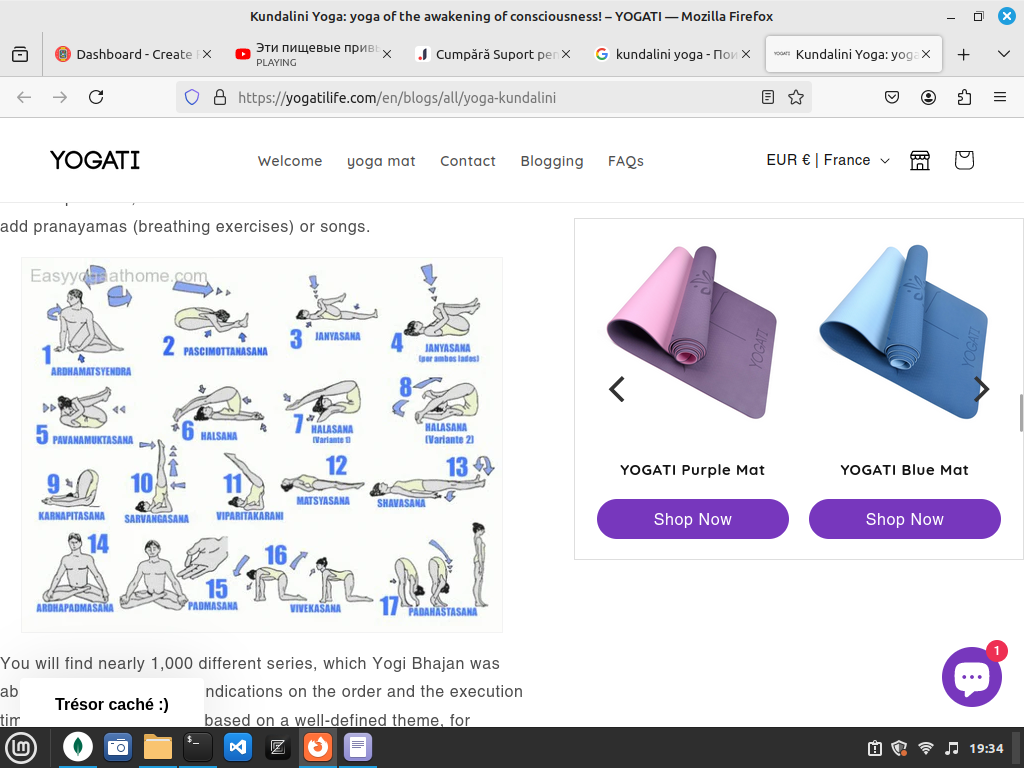 Kundalini Yoga: yoga of the awakening of consciousness! – YOGATI — Mozilla Firefox
Dashboard - Create
Эти пищевые прив
PLAYING
Cumpără Suport pen
kundalini yoga - Пои
Kundalini Yoga: yoga
https://yogatilife.com/en/blogs/all/yoga-kundalini
YOGATI
Welcome
yoga mat
Contact
Blogging
FAQs
EUR € | France
add pranayamas (breathing exercises) or songs.
Easyyogaathome.com
1 ARDHAMATSYENDRA
2 PASCIMOTTANASANA
3 JANYASANA
4 JANYASANA
(por ambos lados)
5 PAVANAMUKTASANA
6 HALSANA
7 HALASANA
(Variante 1)
8 HALASANA
(Variante 2)
9 KARNAPITASANA
10 SARVANGASANA
11 VIPARITAKARANI
12 MATSYASANA
13 SHAVASANA
14 ARDHAPADMASANA
15 PADMASANA
16 VIVEKASANA
17 PADAHASTASANA
YOGATI
YOGATI
YOGATI Purple Mat
YOGATI Blue Mat
Shop Now
Shop Now
You will find nearly 1,000 different series, which Yogi Bhajan was
ab
ndications on the order and the execution
tim
based on a well-defined theme, for
Trésor caché :)
1
19:34